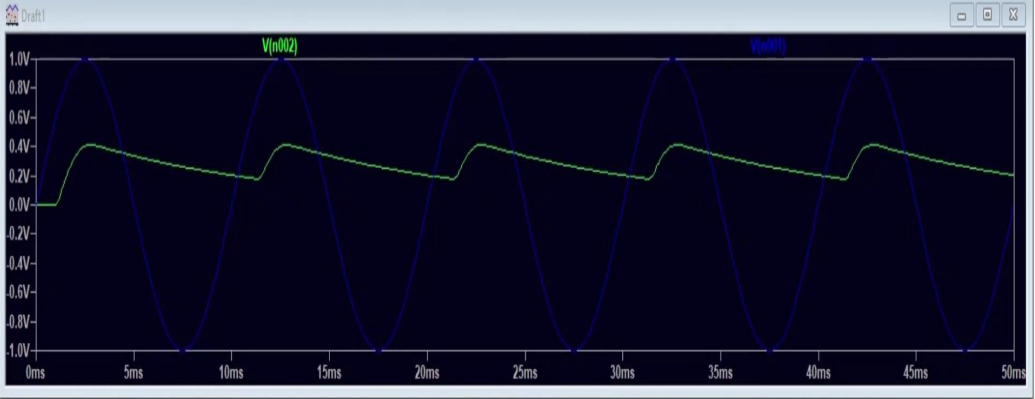 Draft1
V(n002) V(n001)
1.0V
0.8V
0.6V
0.4V
0.2V
0.0V
-0.2V
-0.4V
-0.6V
-0.8V
-1.0V
0ms 5ms 10ms 15ms 20ms 25ms 30ms 35ms 40ms 45ms 50ms